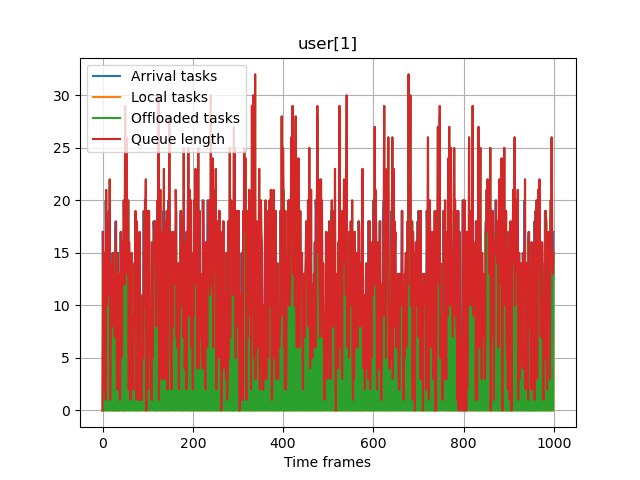 user[1]
Arrival tasks
Local tasks
Offloaded tasks
Queue length
30
25
20
15
10
5
0
0 200 400 600 800 1000
Time frames